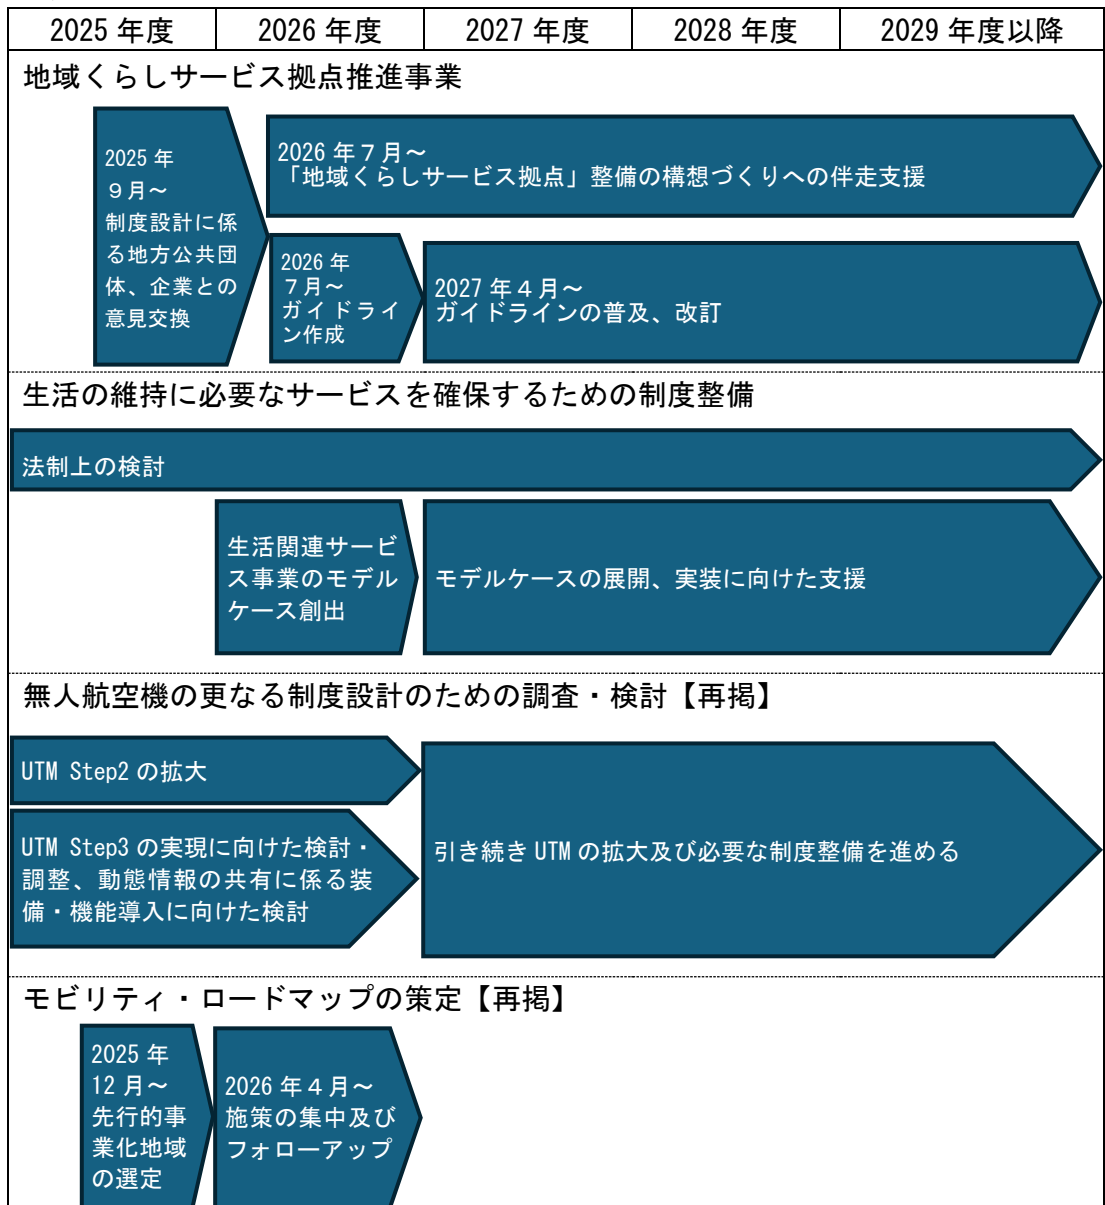 2025 年度 2026 年度 2027 年度 2028 年度 2029 年度以降
地域くらしサービス拠点推進事業
2025 年
９月～
制度設計に係
る地方公共団
体、企業との
意見交換
2026 年７月～
「地域くらしサービス拠点」整備の構想づくりへの伴走支援
2026 年
７月～
ガイドライ
ン作成
2027 年４月～
ガイドラインの普及、改訂
生活の維持に必要なサービスを確保するための制度整備
法制上の検討
生活関連サービ
ス事業のモデル
ケース創出
モデルケースの展開、実装に向けた支援
無人航空機の更なる制度設計のための調査・検討【再掲】
UTM Step2 の拡大
UTM Step3 の実現に向けた検討・
調整、動態情報の共有に係る装
備・機能導入に向けた検討
引き続き UTM の拡大及び必要な制度整備を進める
モビリティ・ロードマップの策定【再掲】
2025 年
12 月～
先行的事
業化地域
の選定
2026 年４月～
施策の集中及び
フォローアップ